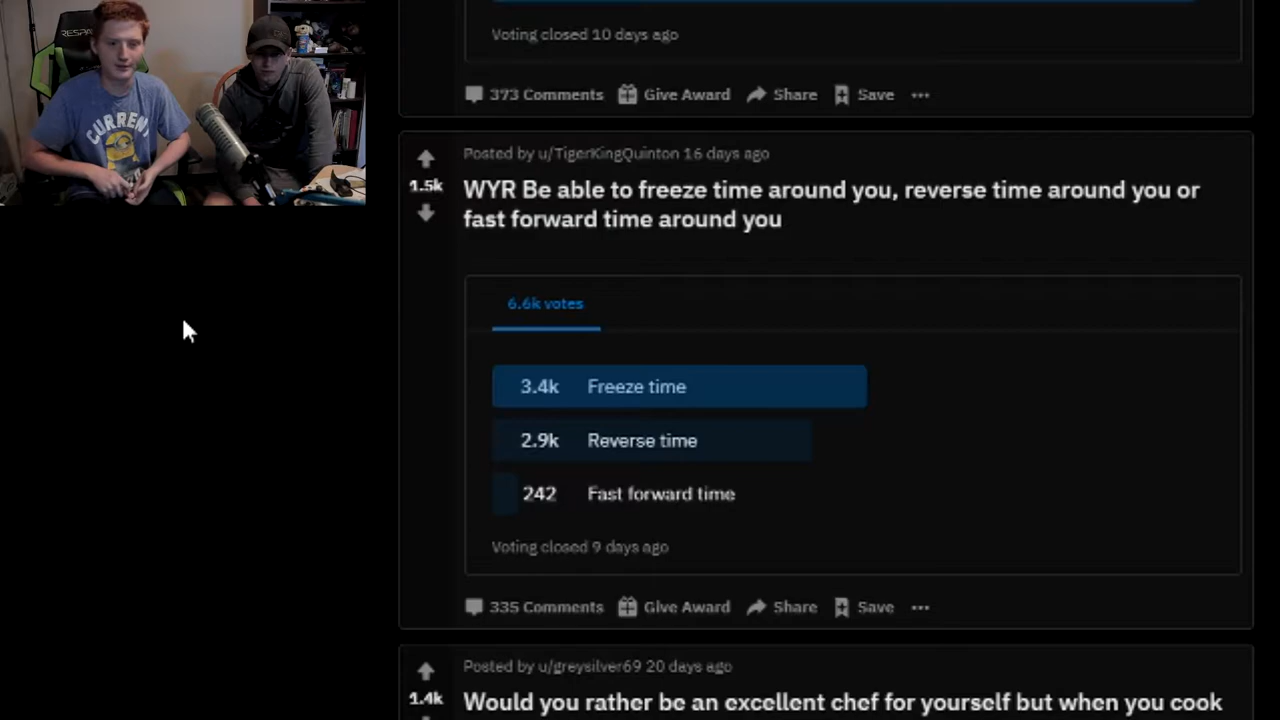 RESPA
CURRENT
Voting closed 10 days ago
373 Comments Give Award Share Save
Posted by u/TigerKingQuinton 16 days ago
1.5k
WYR Be able to freeze time around you, reverse time around you or
fast forward time around you
6.6k votes
3.4k Freeze time
2.9k Reverse time
242 Fast forward time
Voting closed 9 days ago
335 Comments Give Award Share Save
Posted by u/greysilver69 20 days ago
1.4k
Would you rather be an excellent chef for yourself but when you cook